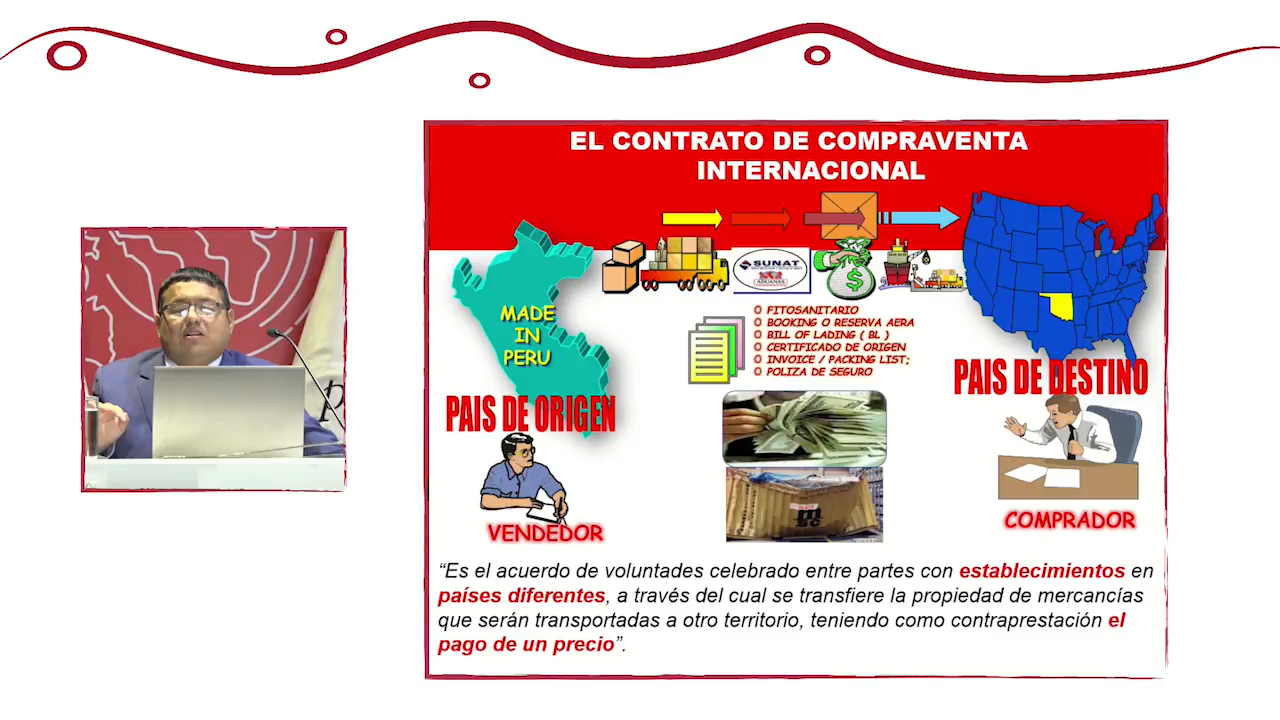 EL CONTRATO DE COMPRAVENTA
INTERNACIONAL
MADE
IN
PERU
SUNAT
ADUANAS
$
O FITOSANITARIO
O BOOKING O RESERVA AERA
O BILL OF LADING ( BL )
O CERTIFICADO DE ORIGEN
O INVOICE / PACKING LIST;
O POLIZA DE SEGURO
PAIS DE ORIGEN
PAIS DE DESTINO
VENDEDOR
COMPRADOR
“Es el acuerdo de voluntades celebrado entre partes con establecimientos en
países diferentes, a través del cual se transfiere la propiedad de mercancías
que serán transportadas a otro territorio, teniendo como contraprestación el
pago de un precio”.